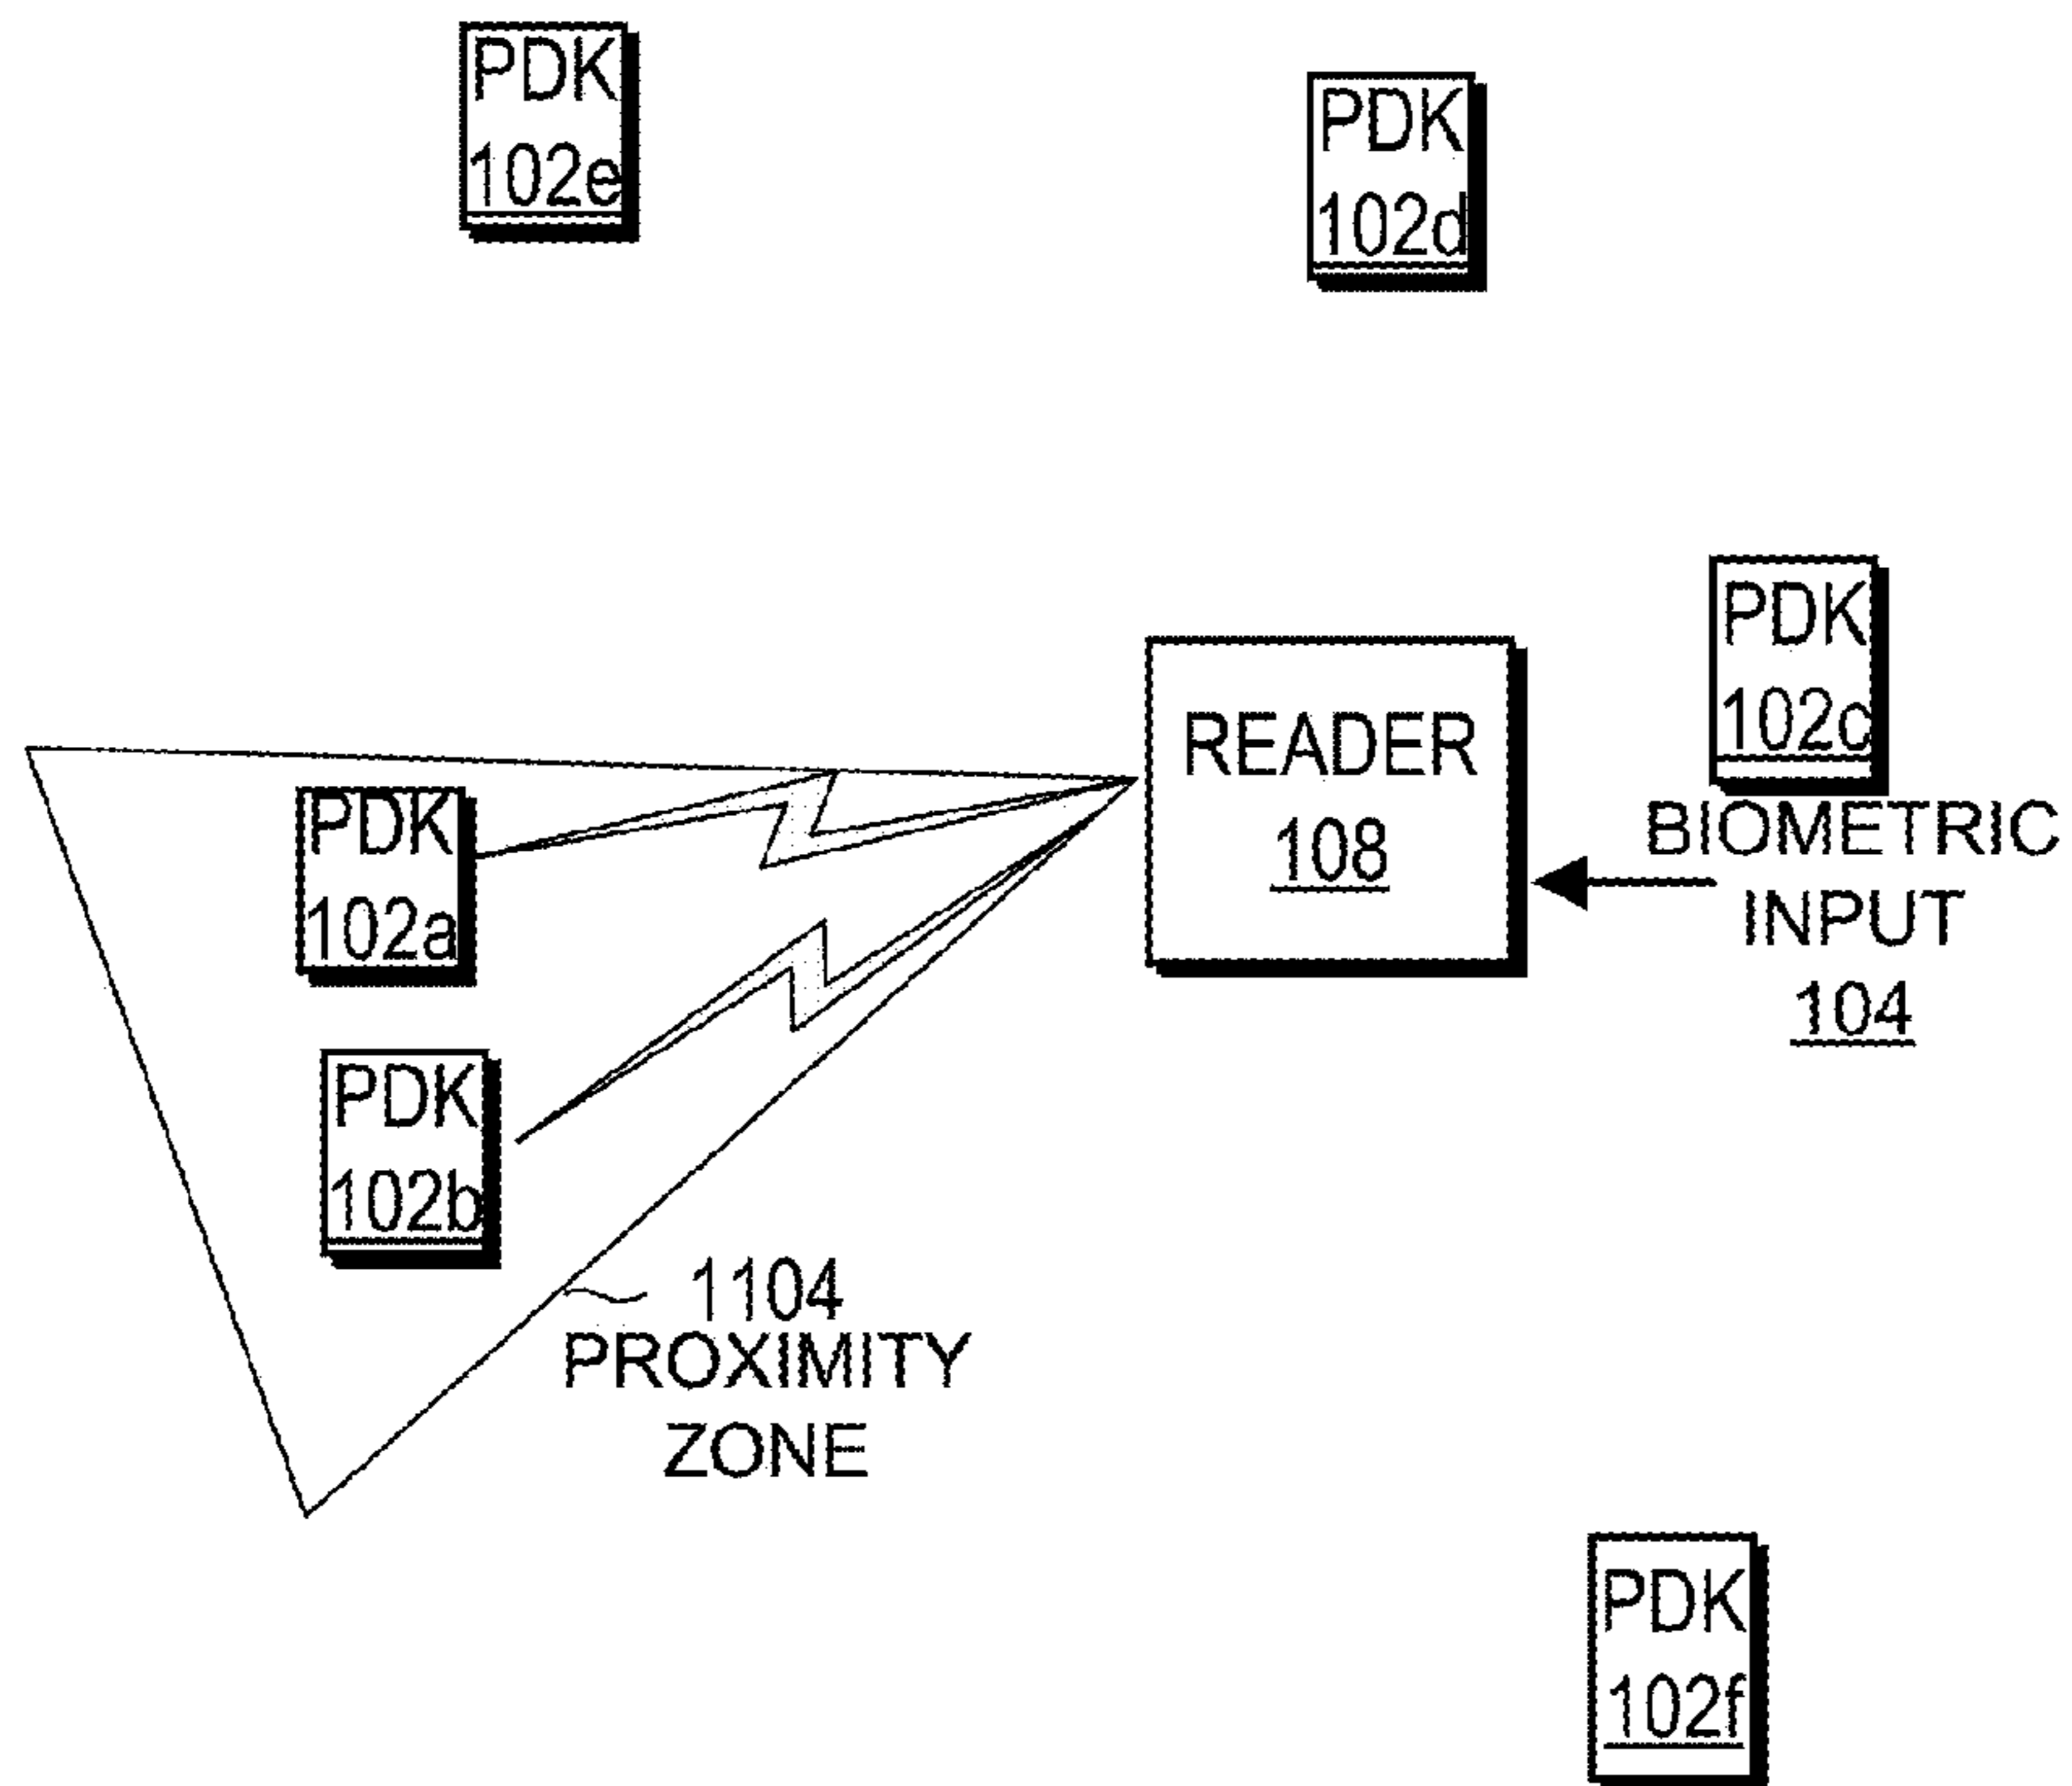 PDK
102e
PDK
102d
PDK
102c
READER
108
BIOMETRIC
INPUT
104
PDK
102a
PDK
102b
1104
PROXIMITY
ZONE
PDK
102f